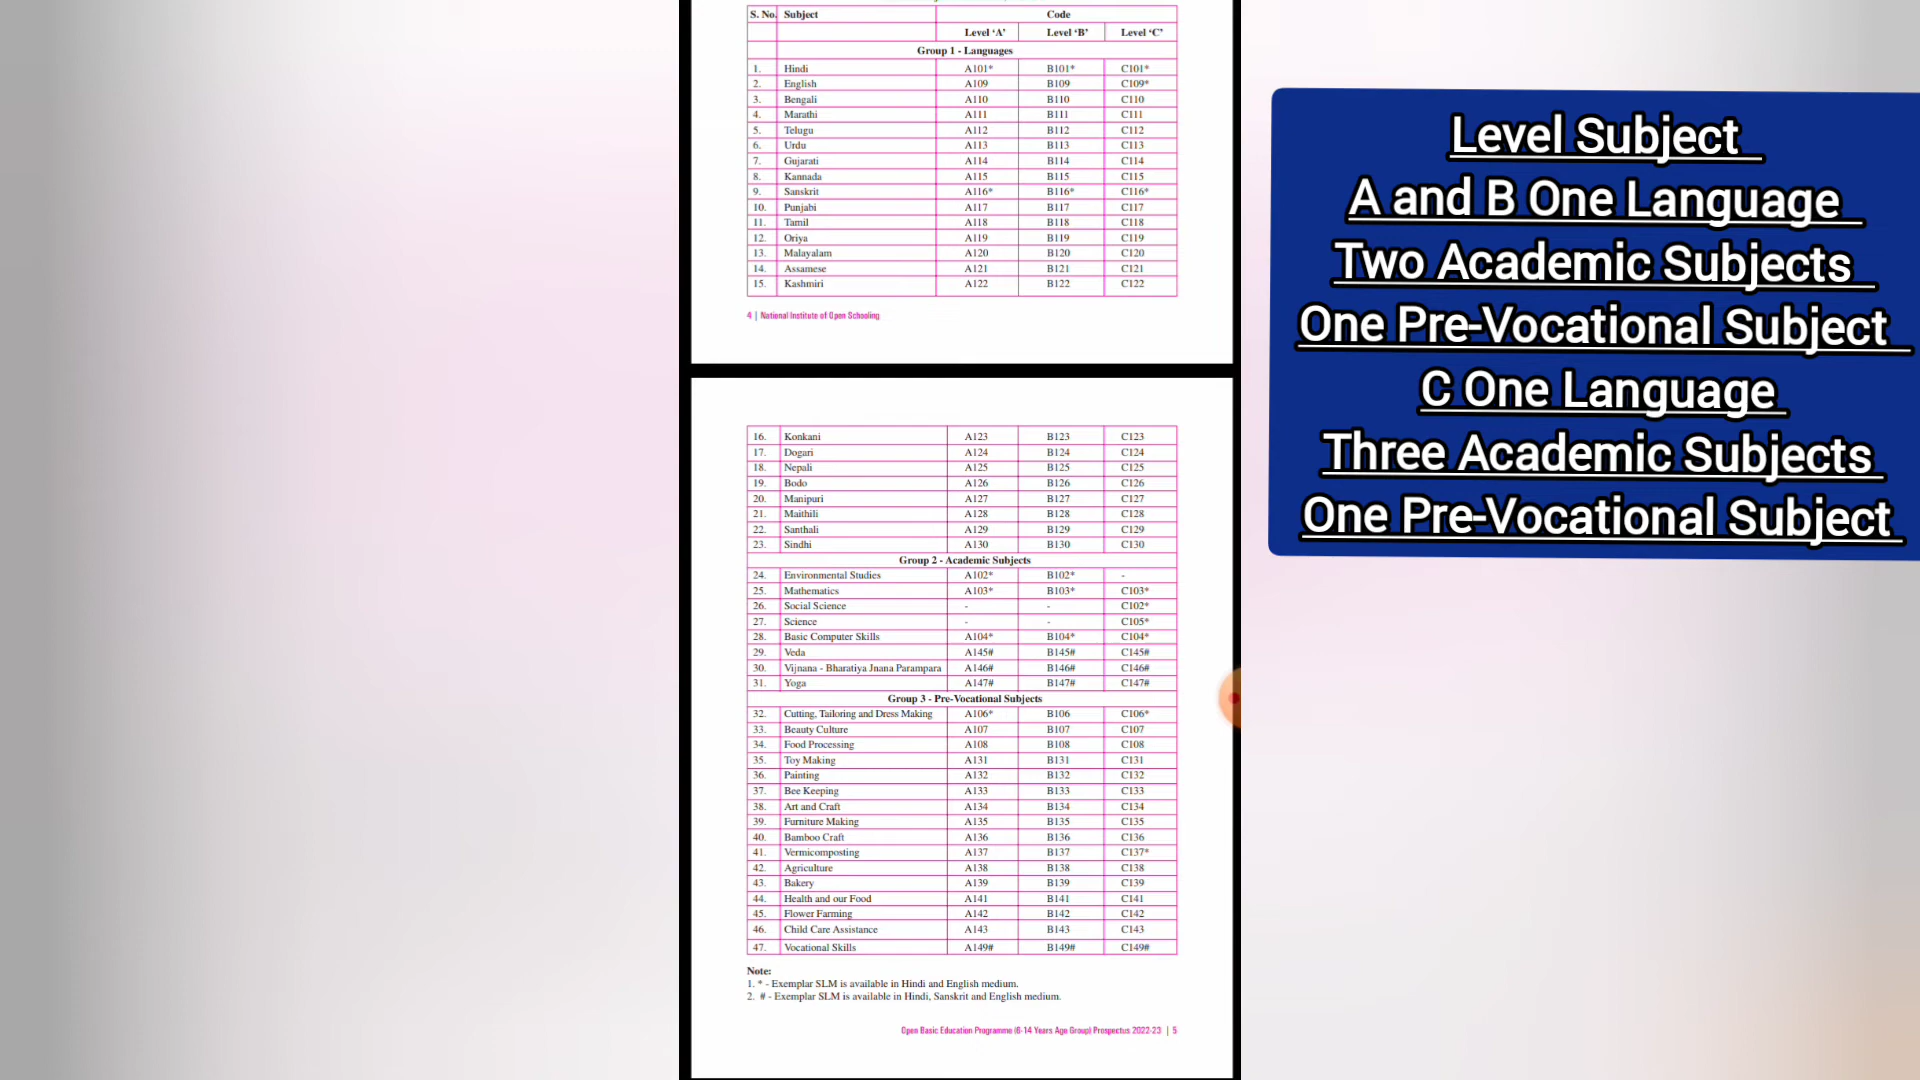 S. No. Subject Code
Level ‘A’ Level ‘B’ Level ‘C’
Group 1 - Languages
1. Hindi A101* B101* C101*
2. English A109 B109 C109*
3. Bengali A110 B110 C110
4. Marathi A111 B111 C111
5. Telugu A112 B112 C112
6. Urdu A113 B113 C113
7. Gujarati A114 B114 C114
8. Kannada A115 B115 C115
9. Sanskrit A116* B116* C116*
10. Punjabi A117 B117 C117
11. Tamil A118 B118 C118
12. Oriya A119 B119 C119
13. Malayalam A120 B120 C120
14. Assamese A121 B121 C121
15. Kashmiri A122 B122 C122
4 | National Institute of Open Schooling
16. Konkani A123 B123 C123
17. Dogari A124 B124 C124
18. Nepali A125 B125 C125
19. Bodo A126 B126 C126
20. Manipuri A127 B127 C127
21. Maithili A128 B128 C128
22. Santhali A129 B129 C129
23. Sindhi A130 B130 C130
Group 2 - Academic Subjects
24. Environmental Studies A102* B102* -
25. Mathematics A103* B103* C103*
26. Social Science - - C102*
27. Science - - C105*
28. Basic Computer Skills A104* B104* C104*
29. Veda A145# B145# C145#
30. Vijnana - Bharatiya Jnana Parampara A146# B146# C146#
31. Yoga A147# B147# C147#
Group 3 - Pre-Vocational Subjects
32. Cutting, Tailoring and Dress Making A106* B106 C106*
33. Beauty Culture A107 B107 C107
34. Food Processing A108 B108 C108
35. Toy Making A131 B131 C131
36. Painting A132 B132 C132
37. Bee Keeping A133 B133 C133
38. Art and Craft A134 B134 C134
39. Furniture Making A135 B135 C135
40. Bamboo Craft A136 B136 C136
41. Vermicomposting A137 B137 C137*
42. Agriculture A138 B138 C138
43. Bakery A139 B139 C139
44. Health and our Food A141 B141 C141
45. Flower Farming A142 B142 C142
46. Child Care Assistance A143 B143 C143
47. Vocational Skills A149# B149# C149#
Note:
1. * - Exemplar SLM is available in Hindi and English medium.
2. # - Exemplar SLM is available in Hindi, Sanskrit and English medium.
Open Basic Education Programme (6-14 Years Age Group) Prospectus 2022-23 | 5
Level Subject
A and B One Language
Two Academic Subjects
One Pre-Vocational Subject
C One Language
Three Academic Subjects
One Pre-Vocational Subject